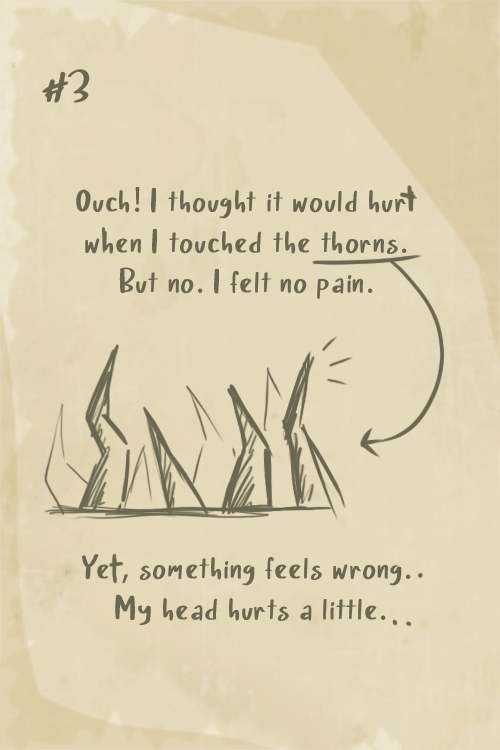 #3
Ouch! I thought it would hurt
when I touched the thorns.
But no. I felt no pain.
Yet, something feels wrong..
My head hurts a little...